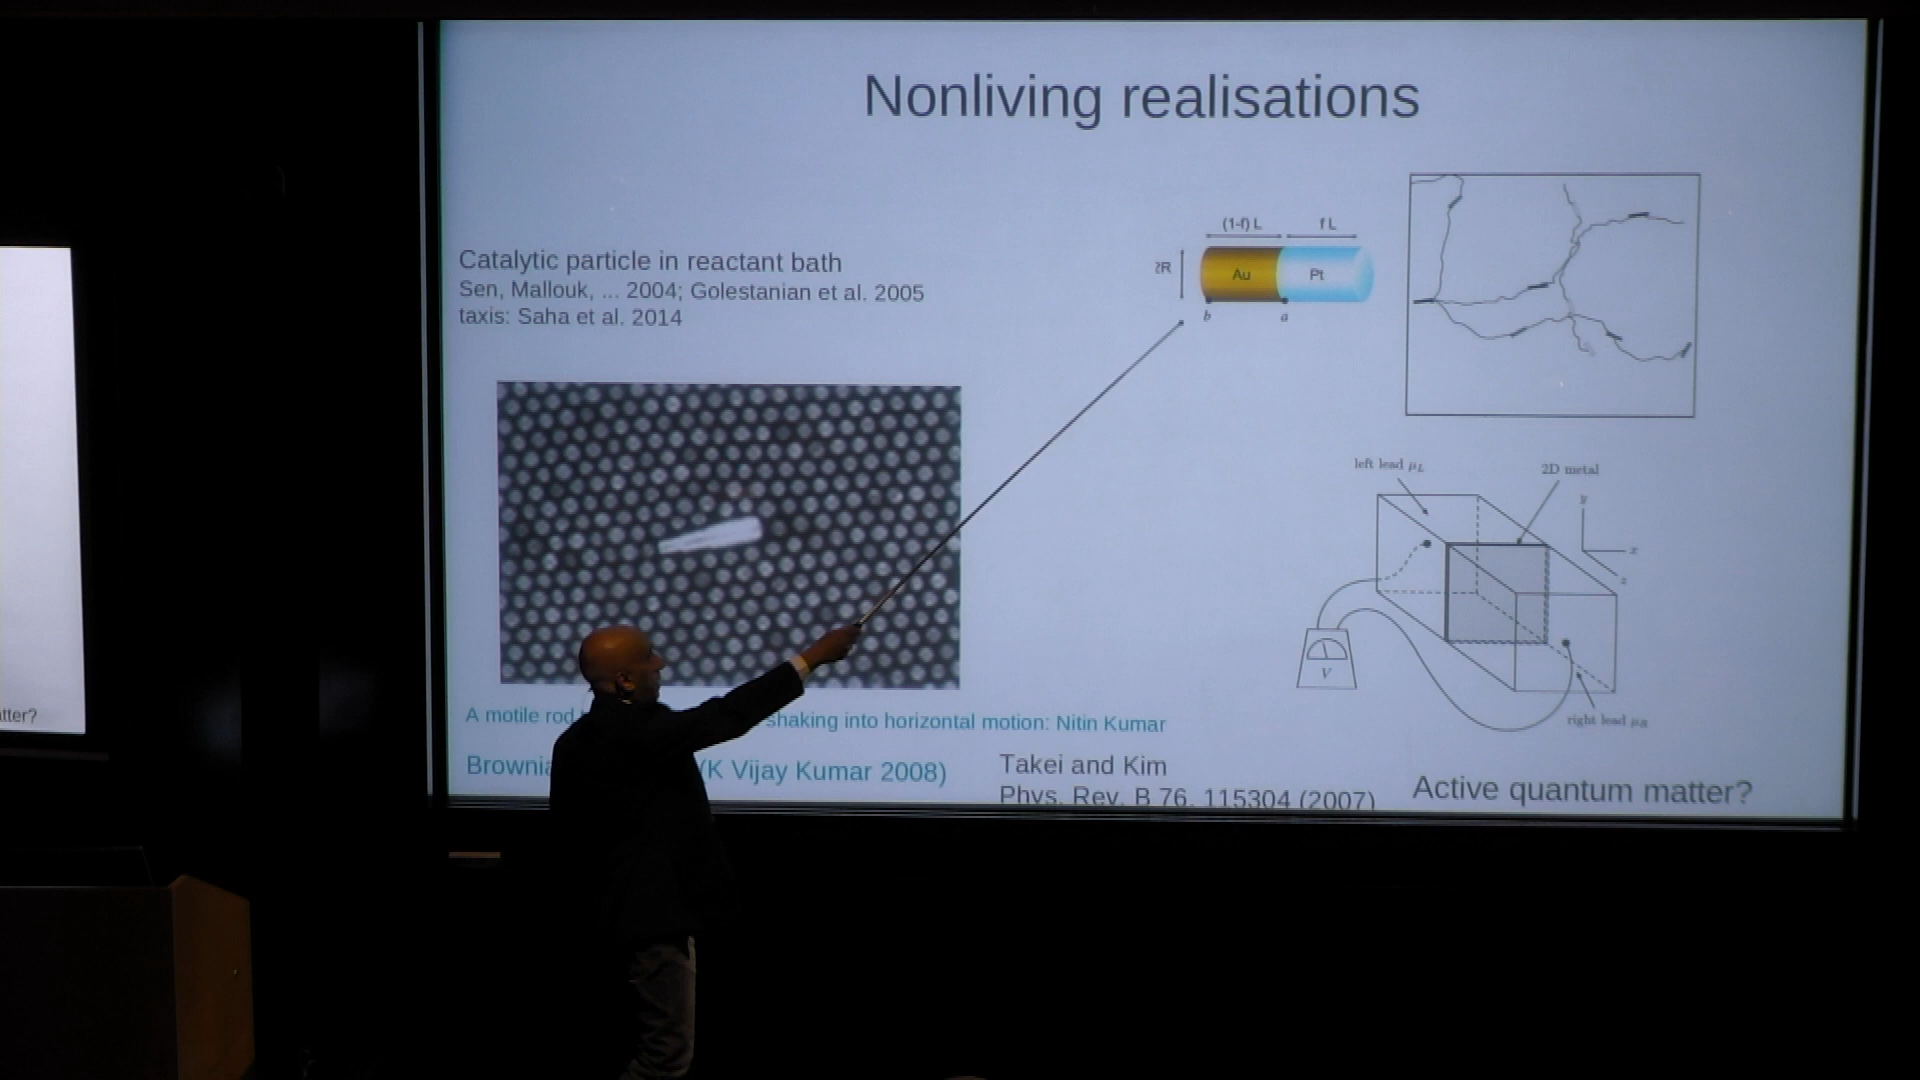 Nonliving realisations
(1-f) L
f L
Catalytic particle in reactant bath
Sen, Mallouk, ... 2004; Golestanian et al. 2005
taxis: Saha et al. 2014
2R
Au
Pt
b
a
left lead μL
2D metal
y
x
z
V
right lead μR
A motile rod
shaking into horizontal motion: Nitin Kumar
(K Vijay Kumar 2008)
Takei and Kim
Phys. Rev. B 76, 115304 (2007)
Active quantum matter?